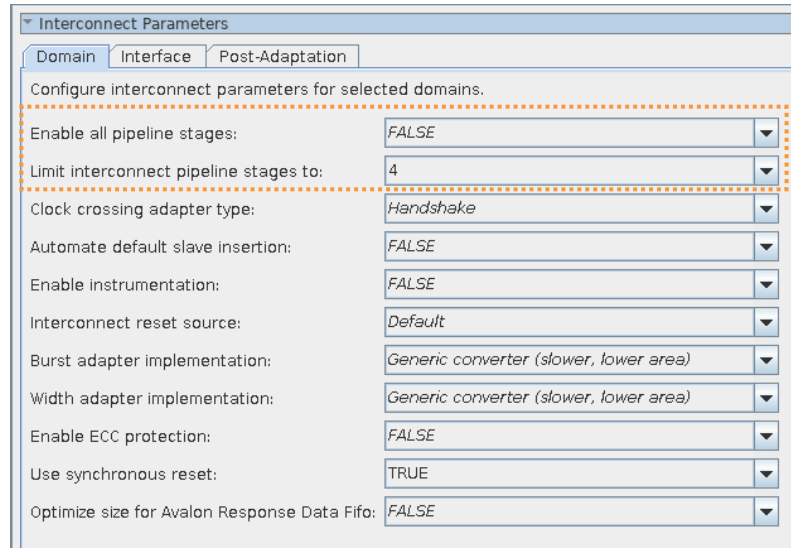 Interconnect Parameters
Domain Interface Post-Adaptation
Configure interconnect parameters for selected domains.
Enable all pipeline stages: FALSE
Limit interconnect pipeline stages to: 4
Clock crossing adapter type: Handshake
Automate default slave insertion: FALSE
Enable instrumentation: FALSE
Interconnect reset source: Default
Burst adapter implementation: Generic converter (slower, lower area)
Width adapter implementation: Generic converter (slower, lower area)
Enable ECC protection: FALSE
Use synchronous reset: TRUE
Optimize size for Avalon Response Data Fifo: FALSE